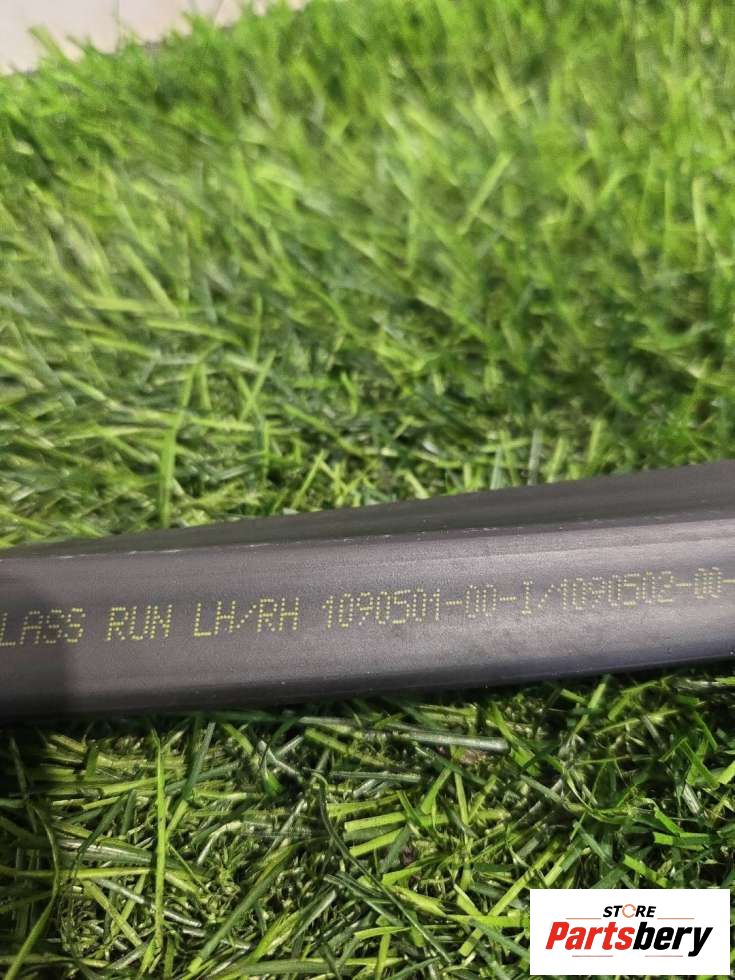 LASS RUN LH/RH 1090501-00-I/1090502-00-
STORE
Partsbery